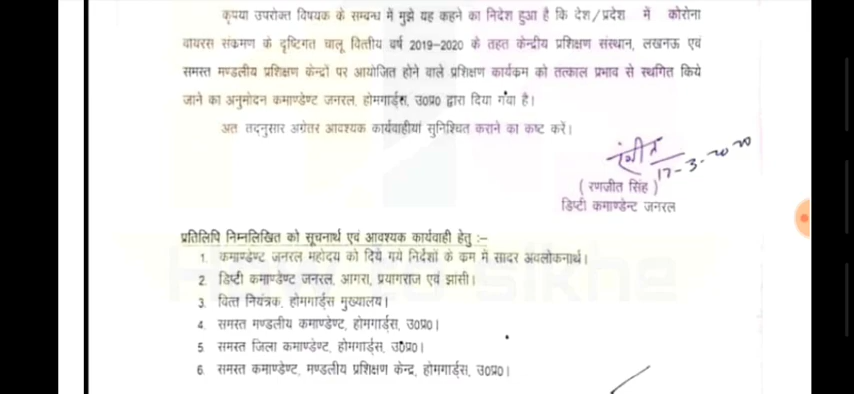 कृपया उपरोक्त विषयक के सम्बन्ध में मुझे यह कहने का निदेश हुआ है कि देश/प्रदेश में कोरोना
वायरस संक्रमण के दृष्टिगत चालू वित्तीय वर्ष 2019-2020 के तहत केन्द्रीय प्रशिक्षण संस्थान, लखनऊ एवं
समस्त मण्डलीय प्रशिक्षण केन्द्रों पर आयोजित होने वाले प्रशिक्षण कार्यक्रम को तत्काल प्रभाव से स्थगित किये
जाने का अनुमोदन कमाण्डेण्ट जनरल, होमगार्ड्स, उ0प्र0 द्वारा दिया गया है।
अत तदनुसार अग्रेतर आवश्यक कार्यवाहीयां सुनिश्चित कराने का कष्ट करें।
17-3-2020
( रणजीत सिंह )
डिप्टी कमाण्डेन्ट जनरल
प्रतिलिपि निम्नलिखित को सूचनार्थ एवं आवश्यक कार्यवाही हेतु :–
1. कमाण्डेण्ट जनरल महोदय को दिये गये निर्देशों के कम में सादर अवलोकनार्थ।
2. डिप्टी कमाण्डेण्ट जनरल, आगरा, प्रयागराज एवं झांसी।
3. वित्त नियंत्रक, होमगार्ड्स मुख्यालय।
4. समस्त मण्डलीय कमाण्डेण्ट, होमगार्ड्स, उ0प्र0।
5. समस्त जिला कमाण्डेण्ट, होमगार्ड्स, उ0प्र0।
6. समस्त कमाण्डेण्ट, मण्डलीय प्रशिक्षण केन्द्र, होमगार्ड्स, उ0प्र0।